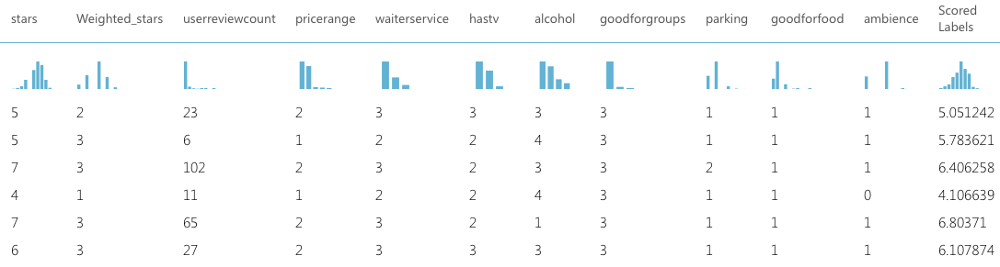 stars Weighted_stars userreviewcount pricerange waiterservice hastv alcohol goodforgroups parking goodforfood ambience Scored Labels
5 2 23 2 3 3 3 3 1 1 1 5.051242
5 3 6 1 2 2 4 3 1 1 1 5.783621
7 3 102 2 3 2 3 3 2 1 1 6.406258
4 1 11 1 2 2 4 3 1 1 0 4.106639
7 3 65 2 3 2 1 3 1 1 1 6.80371
6 3 27 2 3 3 3 3 1 1 1 6.107874